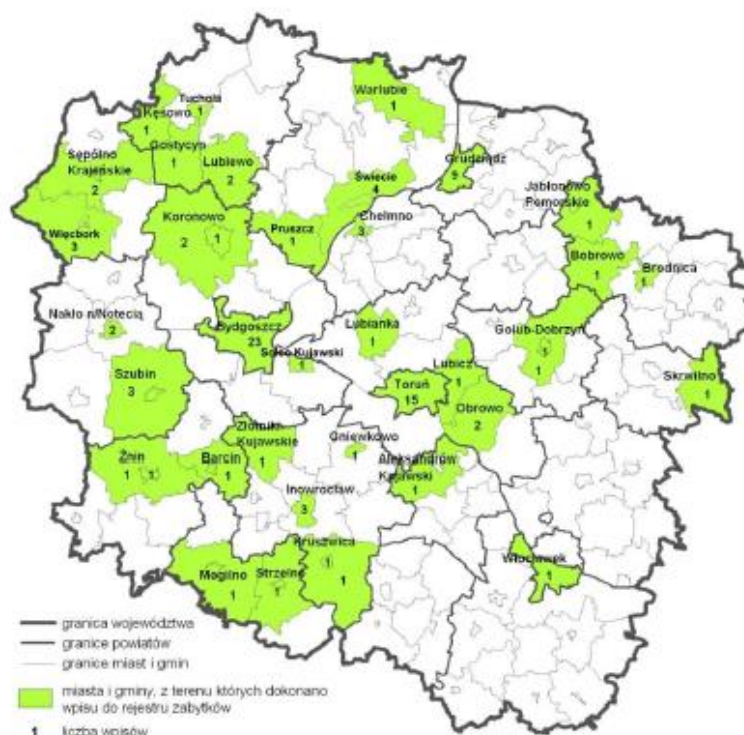 Warlubie
1
Tuchola
1
Kęsowo
1
Gostycyn
1
Lubiewo
2
Sępólno
Krajeńskie
2
Świecie
4
Grudziądz
9
Jabłonowo
Pomorskie
1
Więcbork
3
Koronowo
2
1
Pruszcz
1
Chełmno
3
Bobrowo
1
Brodnica
1
Nakło n/Notecią
2
Bydgoszcz
23
Solec Kujawski
1
Łubianka
1
Golub-Dobrzyń
1
1
Szubin
3
Toruń
15
Lubicz
1
Obrowo
2
Skrwilno
1
Złotniki
Kujawskie
1
Gniewkowo
1
Aleksandrów
Kujawski
1
Żnin
1
1
Barcin
1
1
Inowrocław
3
Kruszwica
1
1
Mogilno
1
Strzelno
1
Włocławek
1
granica województwa
granice powiatów
granice miast i gmin
miasta i gminy, z terenu których dokonano
wpisu do rejestru zabytków
1 liczba wpisów